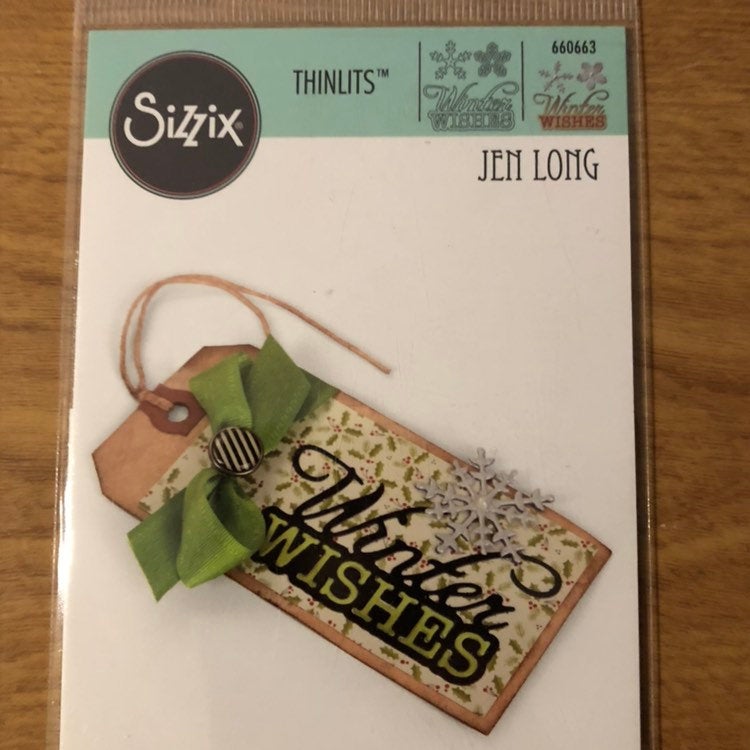 Sizzix®
THINLITS™
660663
Winter
WISHES
Winter
WISHES
JEN LONG
Winter
WISHES